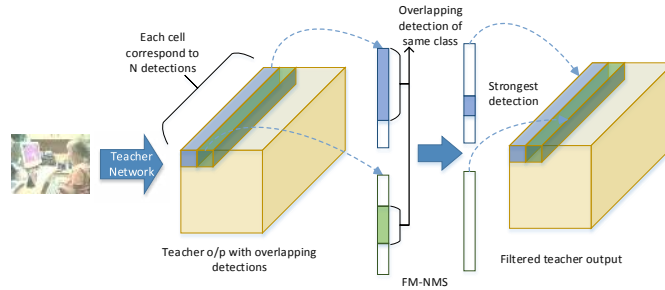 Each cell
correspond to
N detections
Overlapping
detection of
same class
Strongest
detection
Teacher
Network
Teacher o/p with overlapping
detections
FM-NMS
Filtered teacher output